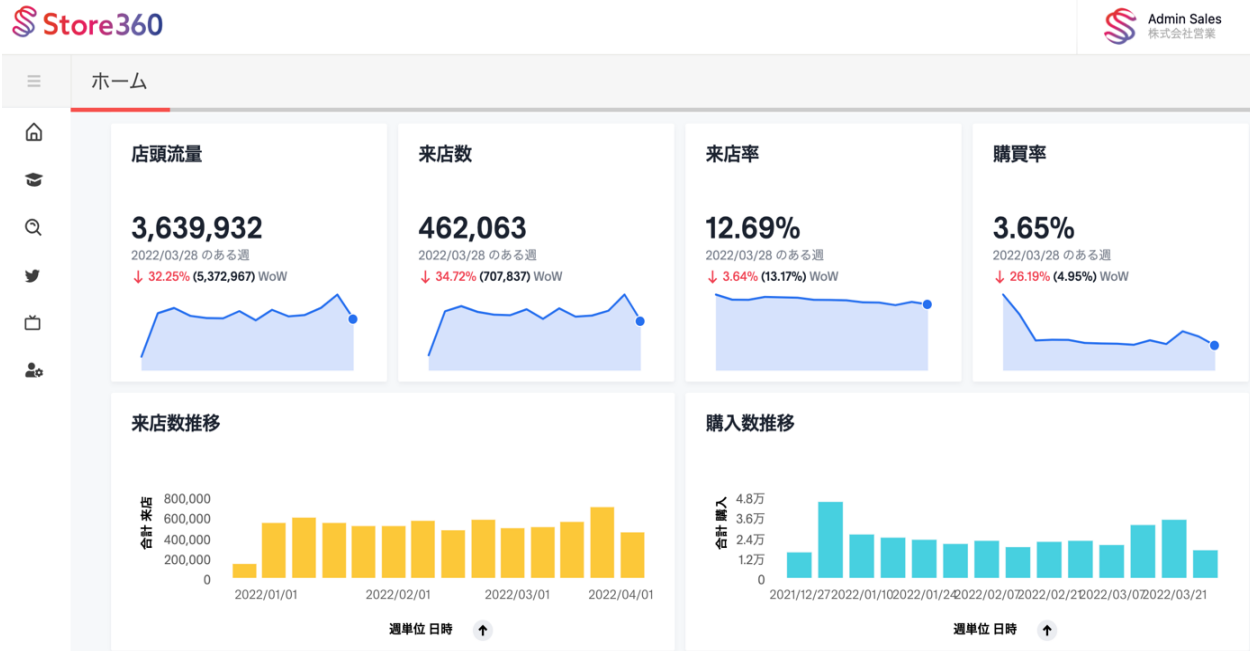 Store360
Admin Sales
株式会社営業
ホーム
店頭流量
3,639,932
2022/03/28 のある週
↓ 32.25% (5,372,967) WoW
来店数
462,063
2022/03/28 のある週
↓ 34.72% (707,837) WoW
来店率
12.69%
2022/03/28 のある週
↓ 3.64% (13.17%) WoW
購買率
3.65%
2022/03/28 のある週
↓ 26.19% (4.95%) WoW
来店数推移
合計 来店
800,000
600,000
400,000
200,000
0
2022/01/01 2022/02/01 2022/03/01 2022/04/01
週単位 日時 ↑
購入数推移
合計 購入
4.8万
3.6万
2.4万
1.2万
0
2021/12/27 2022/01/10 2022/01/24 2022/02/07 2022/02/21 2022/03/07 2022/03/21
週単位 日時 ↑